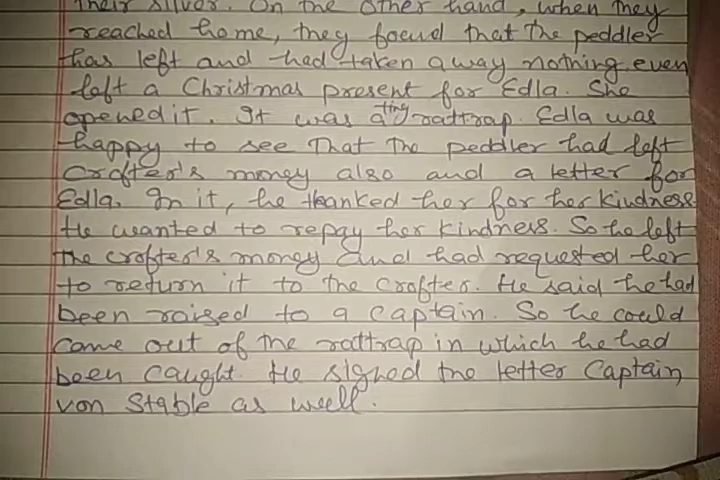 their silver. On the other hand, when they
reached home, they found that the peddler
has left and had taken away nothing, even
left a Christmas present for Edla. She
opened it. It was a tiny rattrap. Edla was
happy to see that the peddler had left
Crofter's money also and a letter for
Edla. In it, he thanked her for her kindness.
He wanted to repay her kindness. So he left
the crofter's money and had requested her
to return it to the crofter. He said he had
been raised to a captain. So he could
come out of the rattrap in which he had
been caught. He signed the letter Captain
von Stable as well.